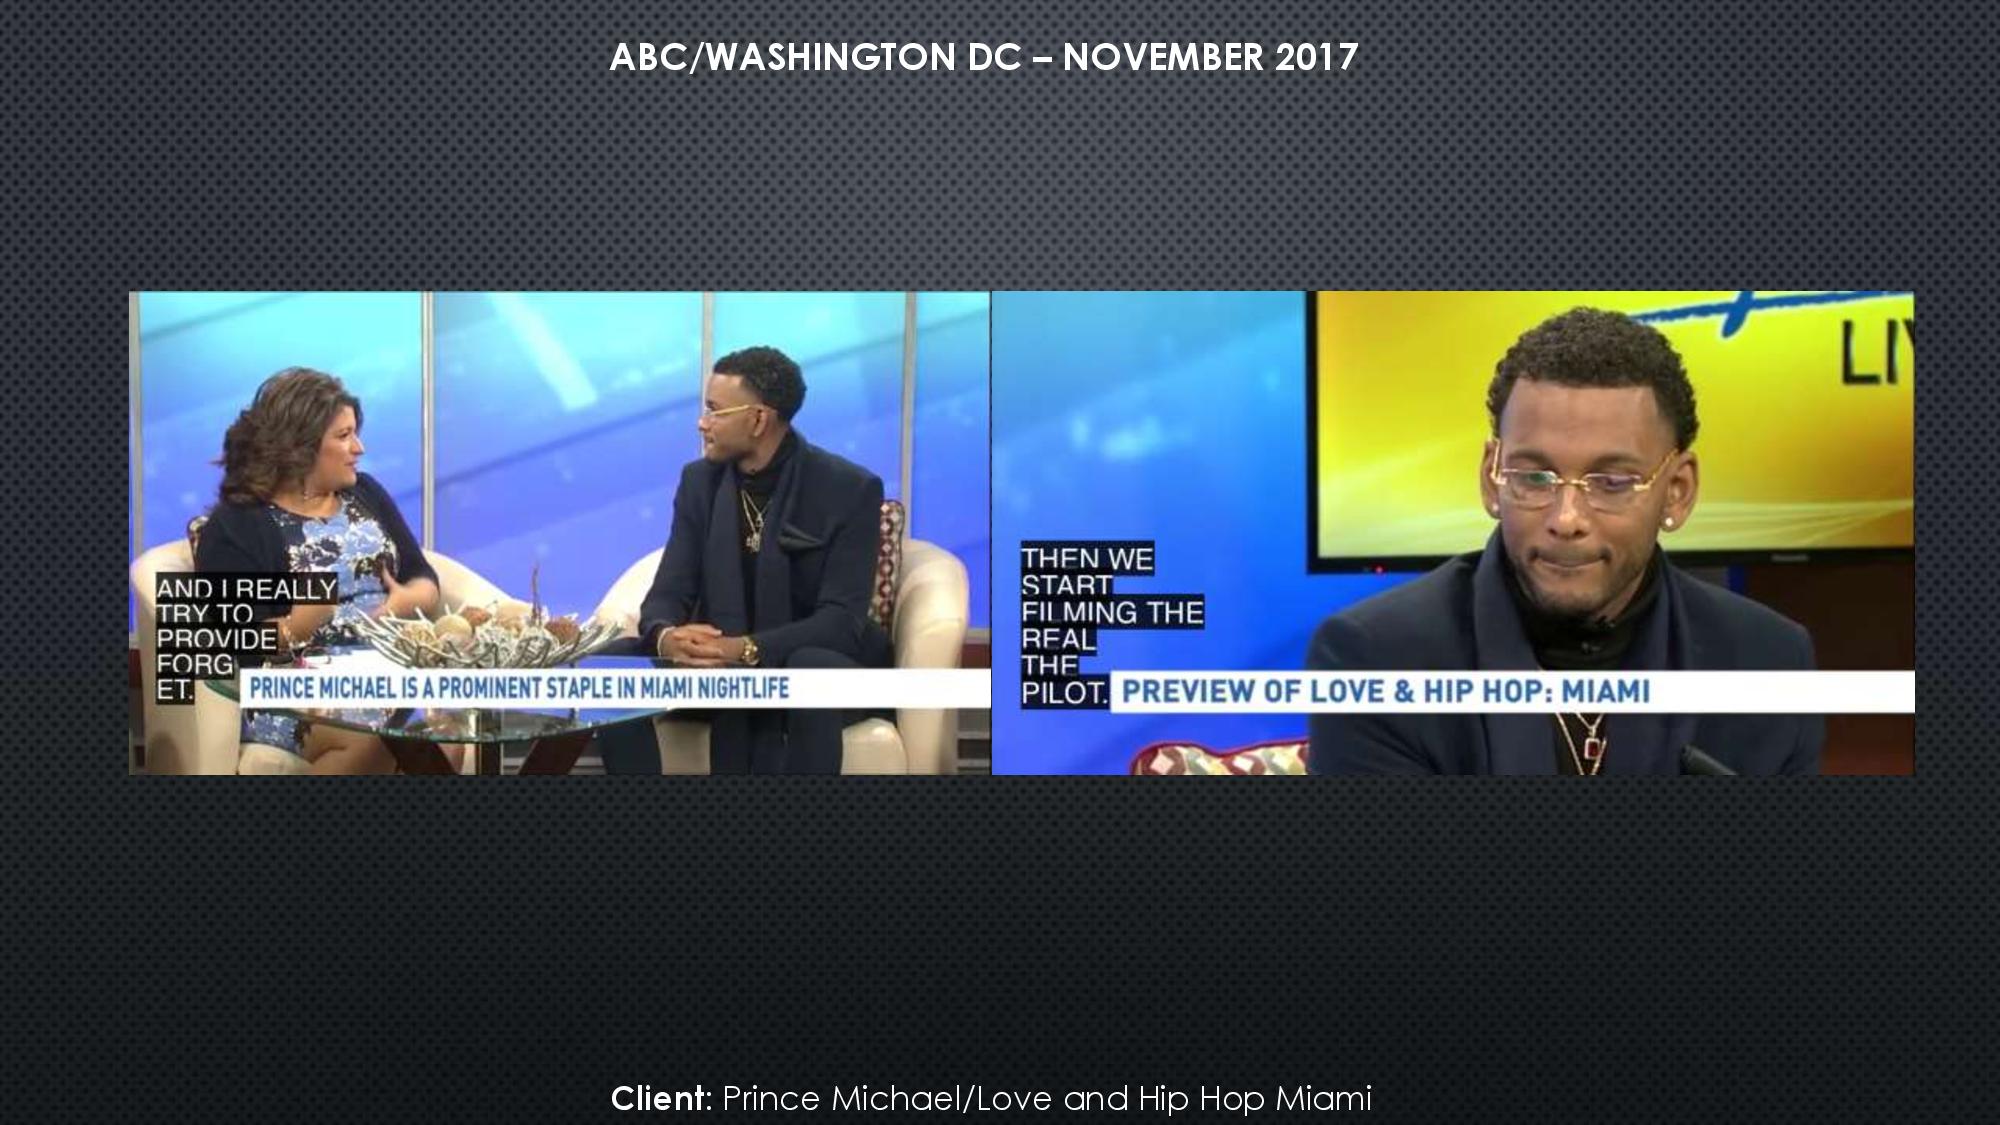 ABC/WASHINGTON DC – NOVEMBER 2017
AND I REALLY
TRY TO
PROVIDE
FORG
ET.
PRINCE MICHAEL IS A PROMINENT STAPLE IN MIAMI NIGHTLIFE
THEN WE
START
FILMING THE
REAL
THE
PILOT.
PREVIEW OF LOVE & HIP HOP: MIAMI
Client: Prince Michael/Love and Hip Hop Miami